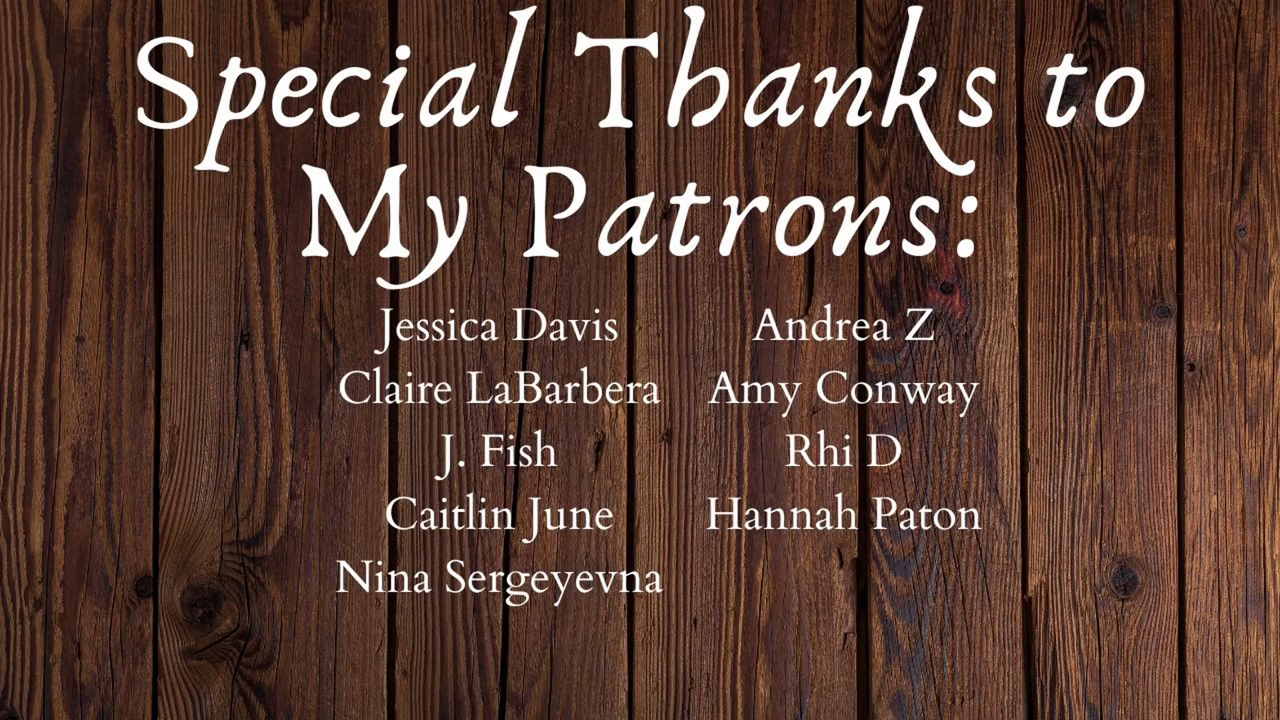 Special Thanks to
My Patrons:
Jessica Davis
Claire LaBarbera
J. Fish
Caitlin June
Nina Sergeyevna
Andrea Z
Amy Conway
Rhi D
Hannah Paton